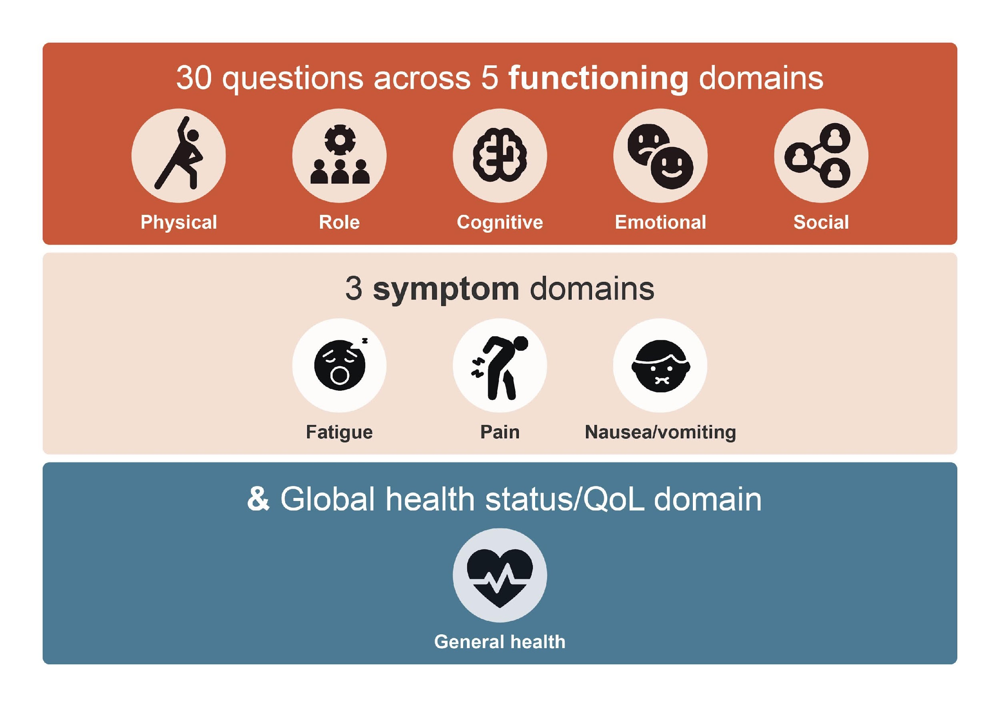 30 questions across 5 functioning domains
Physical
Role
Cognitive
Emotional
Social
3 symptom domains
Fatigue
Pain
Nausea/vomiting
& Global health status/QoL domain
General health